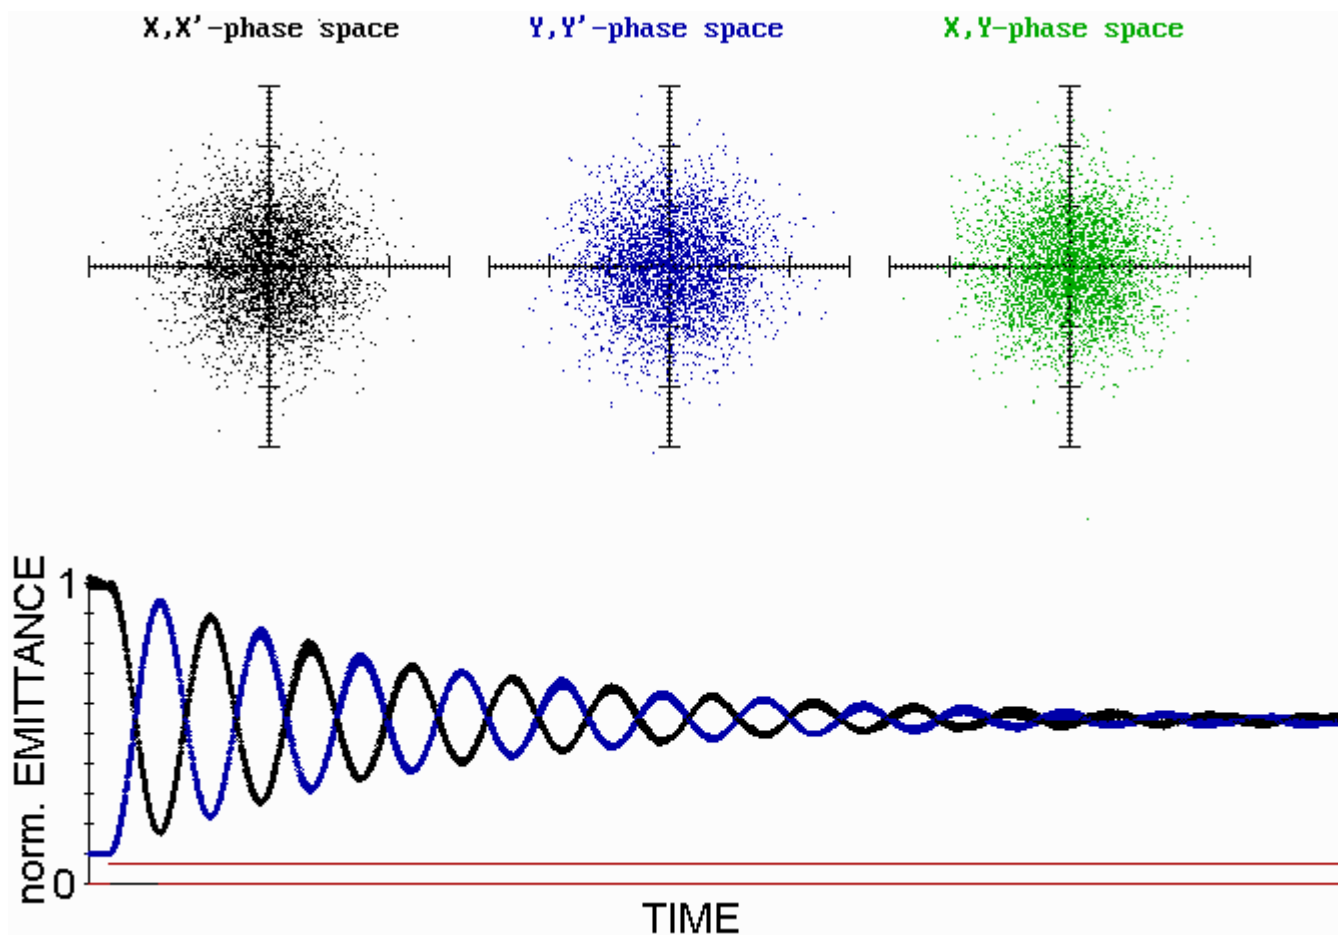 X,X'-phase space
Y,Y'-phase space
X,Y-phase space
norm. EMITTANCE
1
0
TIME